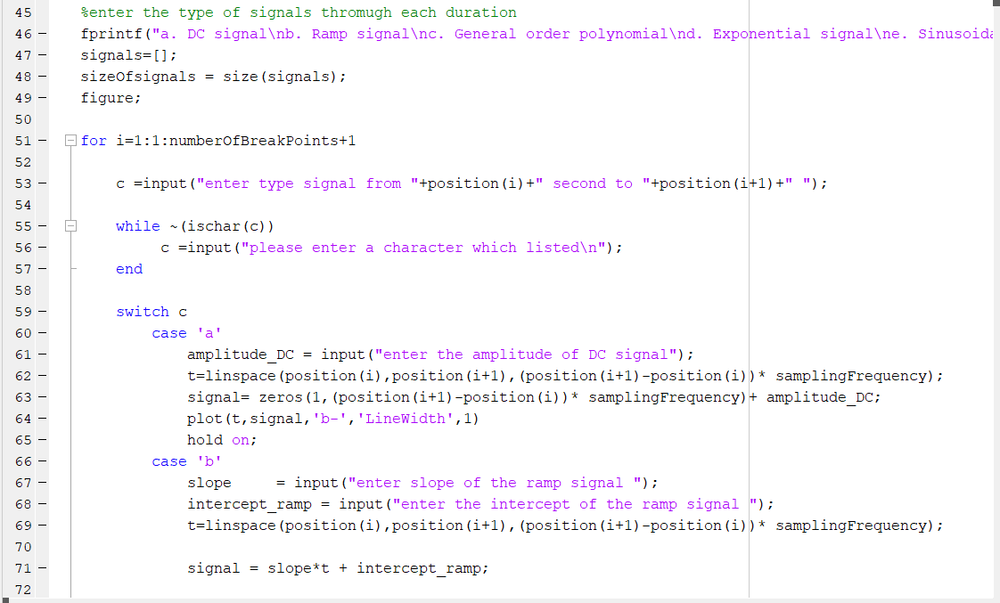 45 %enter the type of signals thromugh each duration
46 – fprintf("a. DC signal\nb. Ramp signal\nc. General order polynomial\nd. Exponential signal\ne. Sinusoida
47 – signals=[];
48 – sizeOfsignals = size(signals);
49 – figure;
50
51 – for i=1:1:numberOfBreakPoints+1
52
53 – c =input("enter type signal from "+position(i)+" second to "+position(i+1)+" ");
54
55 – while ~(ischar(c))
56 – c =input("please enter a character which listed\n");
57 – end
58
59 – switch c
60 – case 'a'
61 – amplitude_DC = input("enter the amplitude of DC signal");
62 – t=linspace(position(i),position(i+1),(position(i+1)-position(i))* samplingFrequency);
63 – signal= zeros(1,(position(i+1)-position(i))* samplingFrequency)+ amplitude_DC;
64 – plot(t,signal,'b-','LineWidth',1)
65 – hold on;
66 – case 'b'
67 – slope     = input("enter slope of the ramp signal ");
68 – intercept_ramp = input("enter the intercept of the ramp signal ");
69 – t=linspace(position(i),position(i+1),(position(i+1)-position(i))* samplingFrequency);
70
71 – signal = slope*t + intercept_ramp;
72